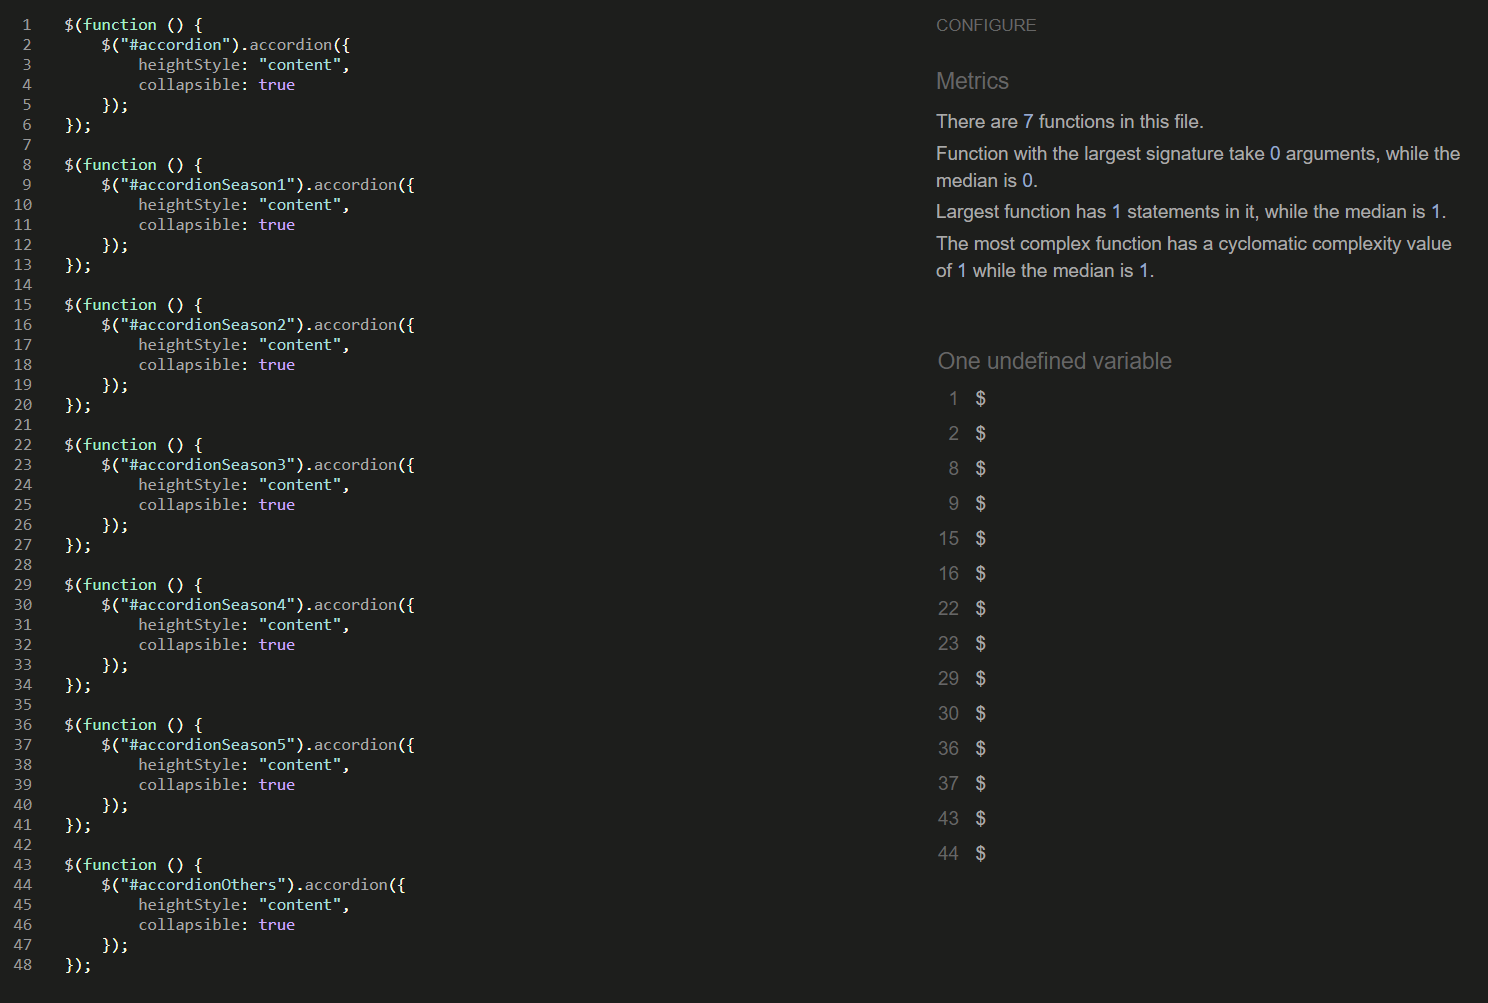 1 $(function () {
2 $("#accordion").accordion({
3 heightStyle: "content",
4 collapsible: true
5 });
6 });
7
8 $(function () {
9 $("#accordionSeason1").accordion({
10 heightStyle: "content",
11 collapsible: true
12 });
13 });
14
15 $(function () {
16 $("#accordionSeason2").accordion({
17 heightStyle: "content",
18 collapsible: true
19 });
20 });
21
22 $(function () {
23 $("#accordionSeason3").accordion({
24 heightStyle: "content",
25 collapsible: true
26 });
27 });
28
29 $(function () {
30 $("#accordionSeason4").accordion({
31 heightStyle: "content",
32 collapsible: true
33 });
34 });
35
36 $(function () {
37 $("#accordionSeason5").accordion({
38 heightStyle: "content",
39 collapsible: true
40 });
41 });
42
43 $(function () {
44 $("#accordionOthers").accordion({
45 heightStyle: "content",
46 collapsible: true
47 });
48 });
CONFIGURE
Metrics
There are 7 functions in this file.
Function with the largest signature take 0 arguments, while the
median is 0.
Largest function has 1 statements in it, while the median is 1.
The most complex function has a cyclomatic complexity value
of 1 while the median is 1.
One undefined variable
1 $
2 $
8 $
9 $
15 $
16 $
22 $
23 $
29 $
30 $
36 $
37 $
43 $
44 $